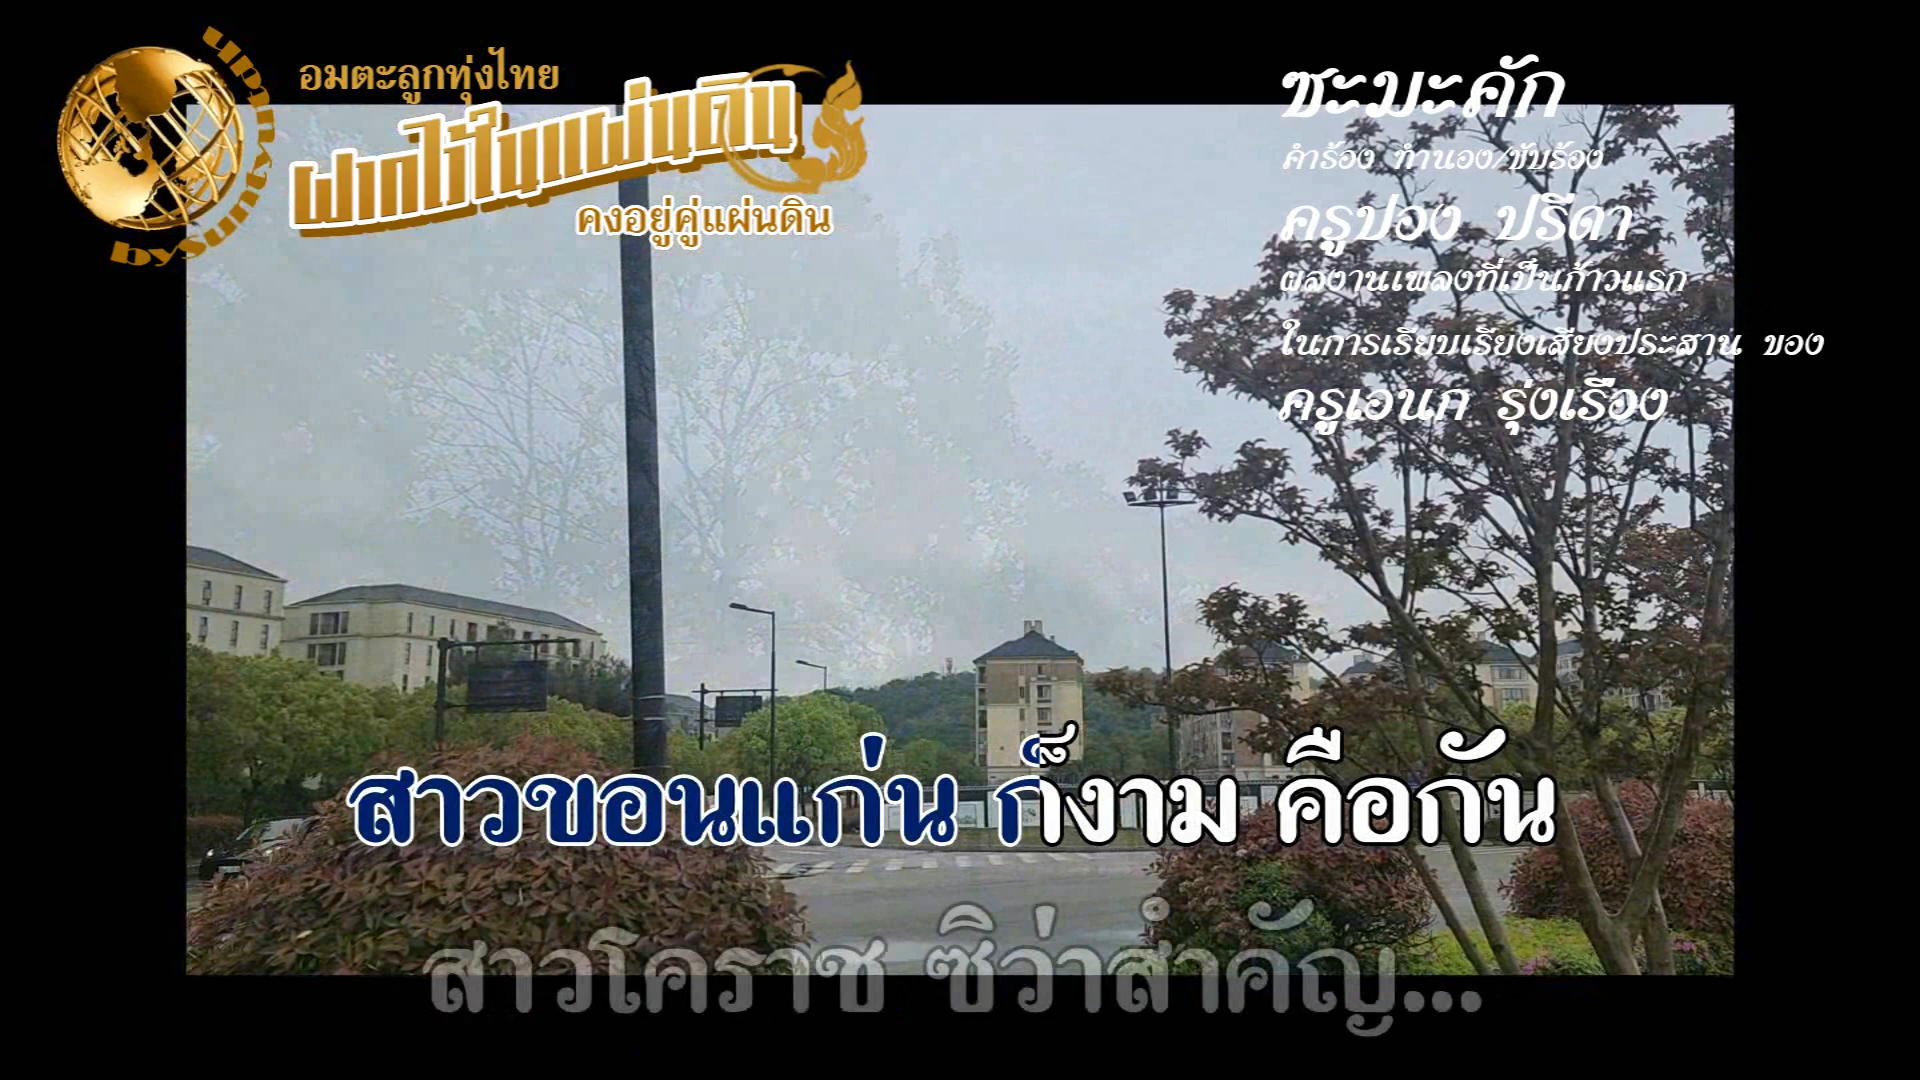 อมตะลูกทุ่งไทย
ฝากไว้ในแผ่นดิน
คงอยู่คู่แผ่นดิน
bysuntyanudh
ซะมะคัก
คำร้อง ทำนอง/ขับร้อง
ครูปอง ปรีดา
ผลงานเพลงที่เป็นก้าวแรก
ในการเรียบเรียงเสียงประสาน ของ
ครูเอนก รุ่งเรือง
สาวขอนแก่น ก็งาม คือกัน
สาวโคราช ซิว่าสำคัญ...